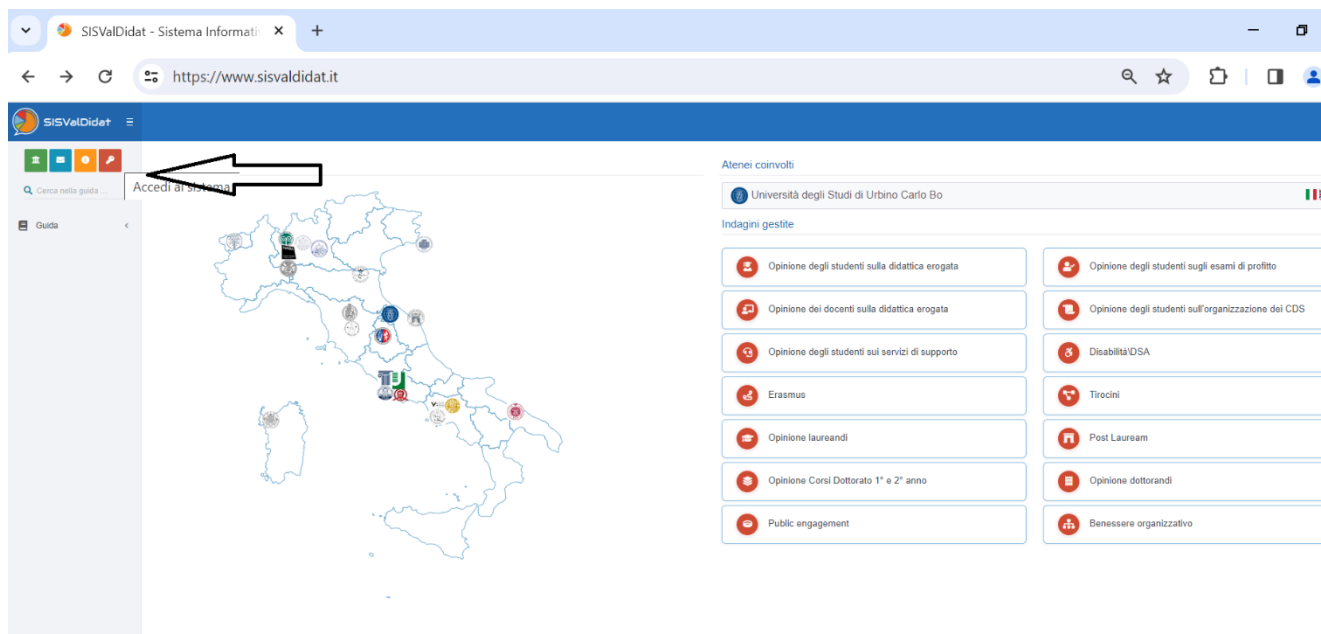 SISValDidat - Sistema Informati
https://www.sisvaldidat.it
SISValDidat
Cerca nella guida ...
Accedi al sistema
Guida
Atenei coinvolti
Università degli Studi di Urbino Carlo Bo
Indagini gestite
Opinione degli studenti sulla didattica erogata
Opinione degli studenti sugli esami di profitto
Opinione dei docenti sulla didattica erogata
Opinione degli studenti sull'organizzazione dei CDS
Opinione degli studenti sui servizi di supporto
Disabilità\DSA
Erasmus
Tirocini
Opinione laureandi
Post Lauream
Opinione Corsi Dottorato 1° e 2° anno
Opinione dottorandi
Public engagement
Benessere organizzativo